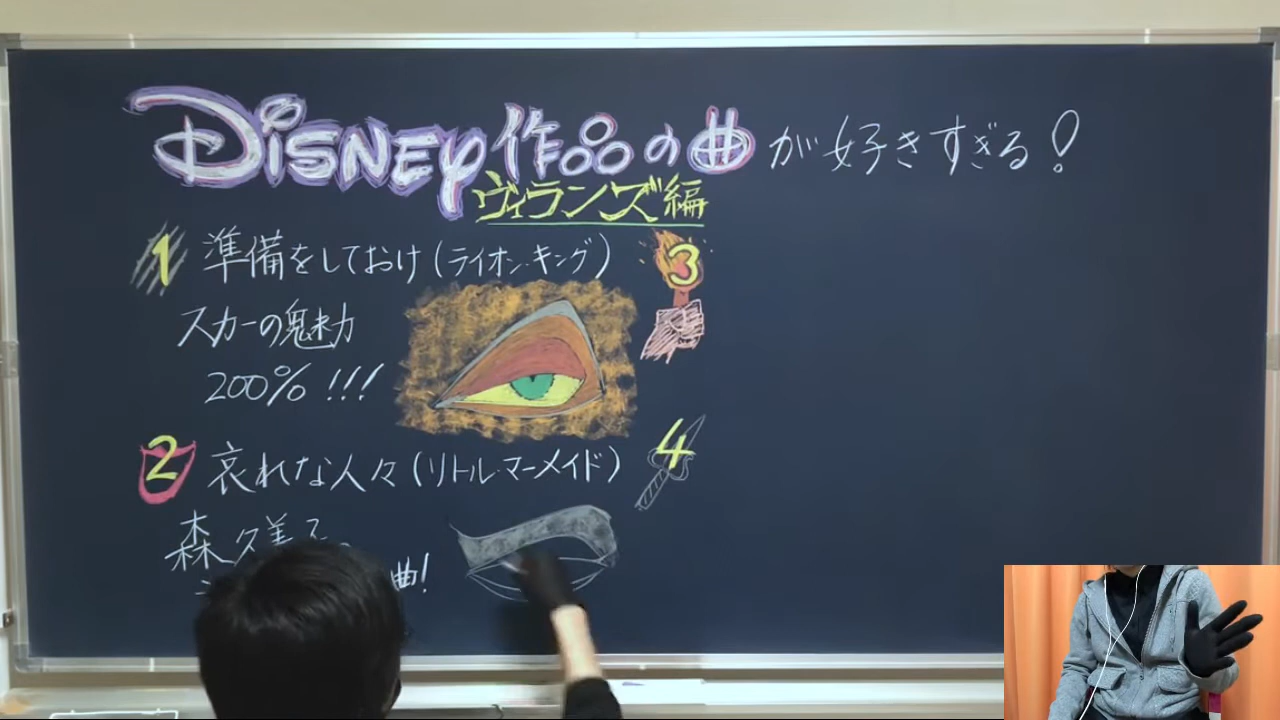 DISNEY作品の曲が好きすぎる!
ヴィランズ編
1 準備をしておけ(ライオン・キング)
スカーの魅力
200% !!!
2 哀れな人々(リトル・マーメイド)
森久美子
曲!
3
4